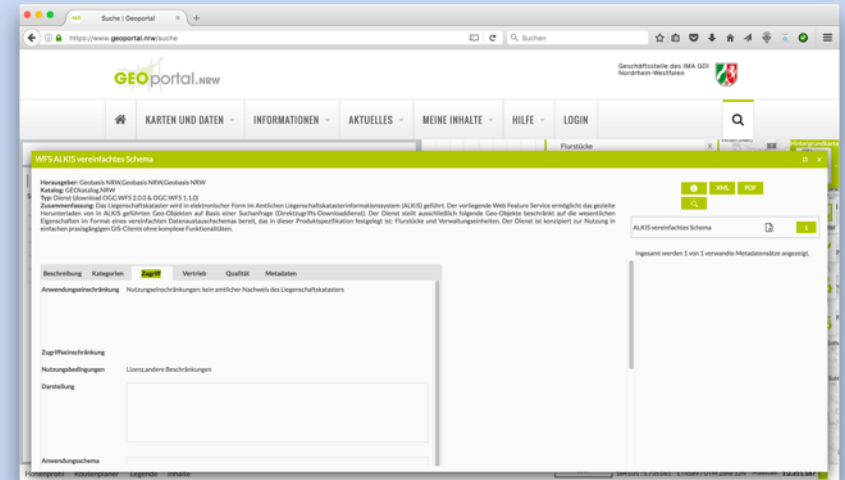 Suche | Geoportal
https://www.geoportal.nrw/suche
Suchen
GEOportal.NRW
Geschäftsstelle des IMA GDI
Nordrhein-Westfalen
KARTEN UND DATEN
INFORMATIONEN
AKTUELLES
MEINE INHALTE
HILFE
LOGIN
Flurstücke
Hintergrundkarte
WFS ALKIS vereinfachtes Schema
Herausgeber: Geobasis NRW,Geobasis NRW,Geobasis NRW
Katalog: GEOkatalog.NRW
Typ: Dienst (download OGC:WFS 2.0.0 & OGC:WFS 1.1.0)
Zusammenfassung: Das Liegenschaftskataster wird in elektronischer Form im Amtlichen Liegenschaftskatasterinformationssystem (ALKIS) geführt. Der vorliegende Web Feature Service ermöglicht das gezielte
Herunterladen von in ALKIS geführten Geo-Objekten auf Basis einer Suchanfrage (Direktzugriffs-Downloaddienst). Der Dienst stellt ausschließlich folgende Geo-Objekte beschränkt auf die wesentlichen
Eigenschaften im Format eines vereinfachten Datenaustauschschemas bereit, das in dieser Produktspezifikation festgelegt ist: Flurstücke und Verwaltungseinheiten. Der Dienst ist konzipiert zur Nutzung in
einfachen praxisgängigen GIS-Clients ohne komplexe Funktionalitäten.
XML
PDF
ALKIS vereinfachtes Schema
Ingesamt werden 1 von 1 verwandte Metadatensätze angezeigt.
Beschreibung Kategorien Zugriff Vertrieb Qualität Metadaten
Anwendungseinschränkung Nutzungseinschränkungen: kein amtlicher Nachweis des Liegenschaftskatasters
Zugriffseinschränkung
Nutzungsbedingungen Lizenz,andere Beschränkungen
Darstellung
Anwendungsschema
Höhenprofil Routenplaner Legende Inhalte